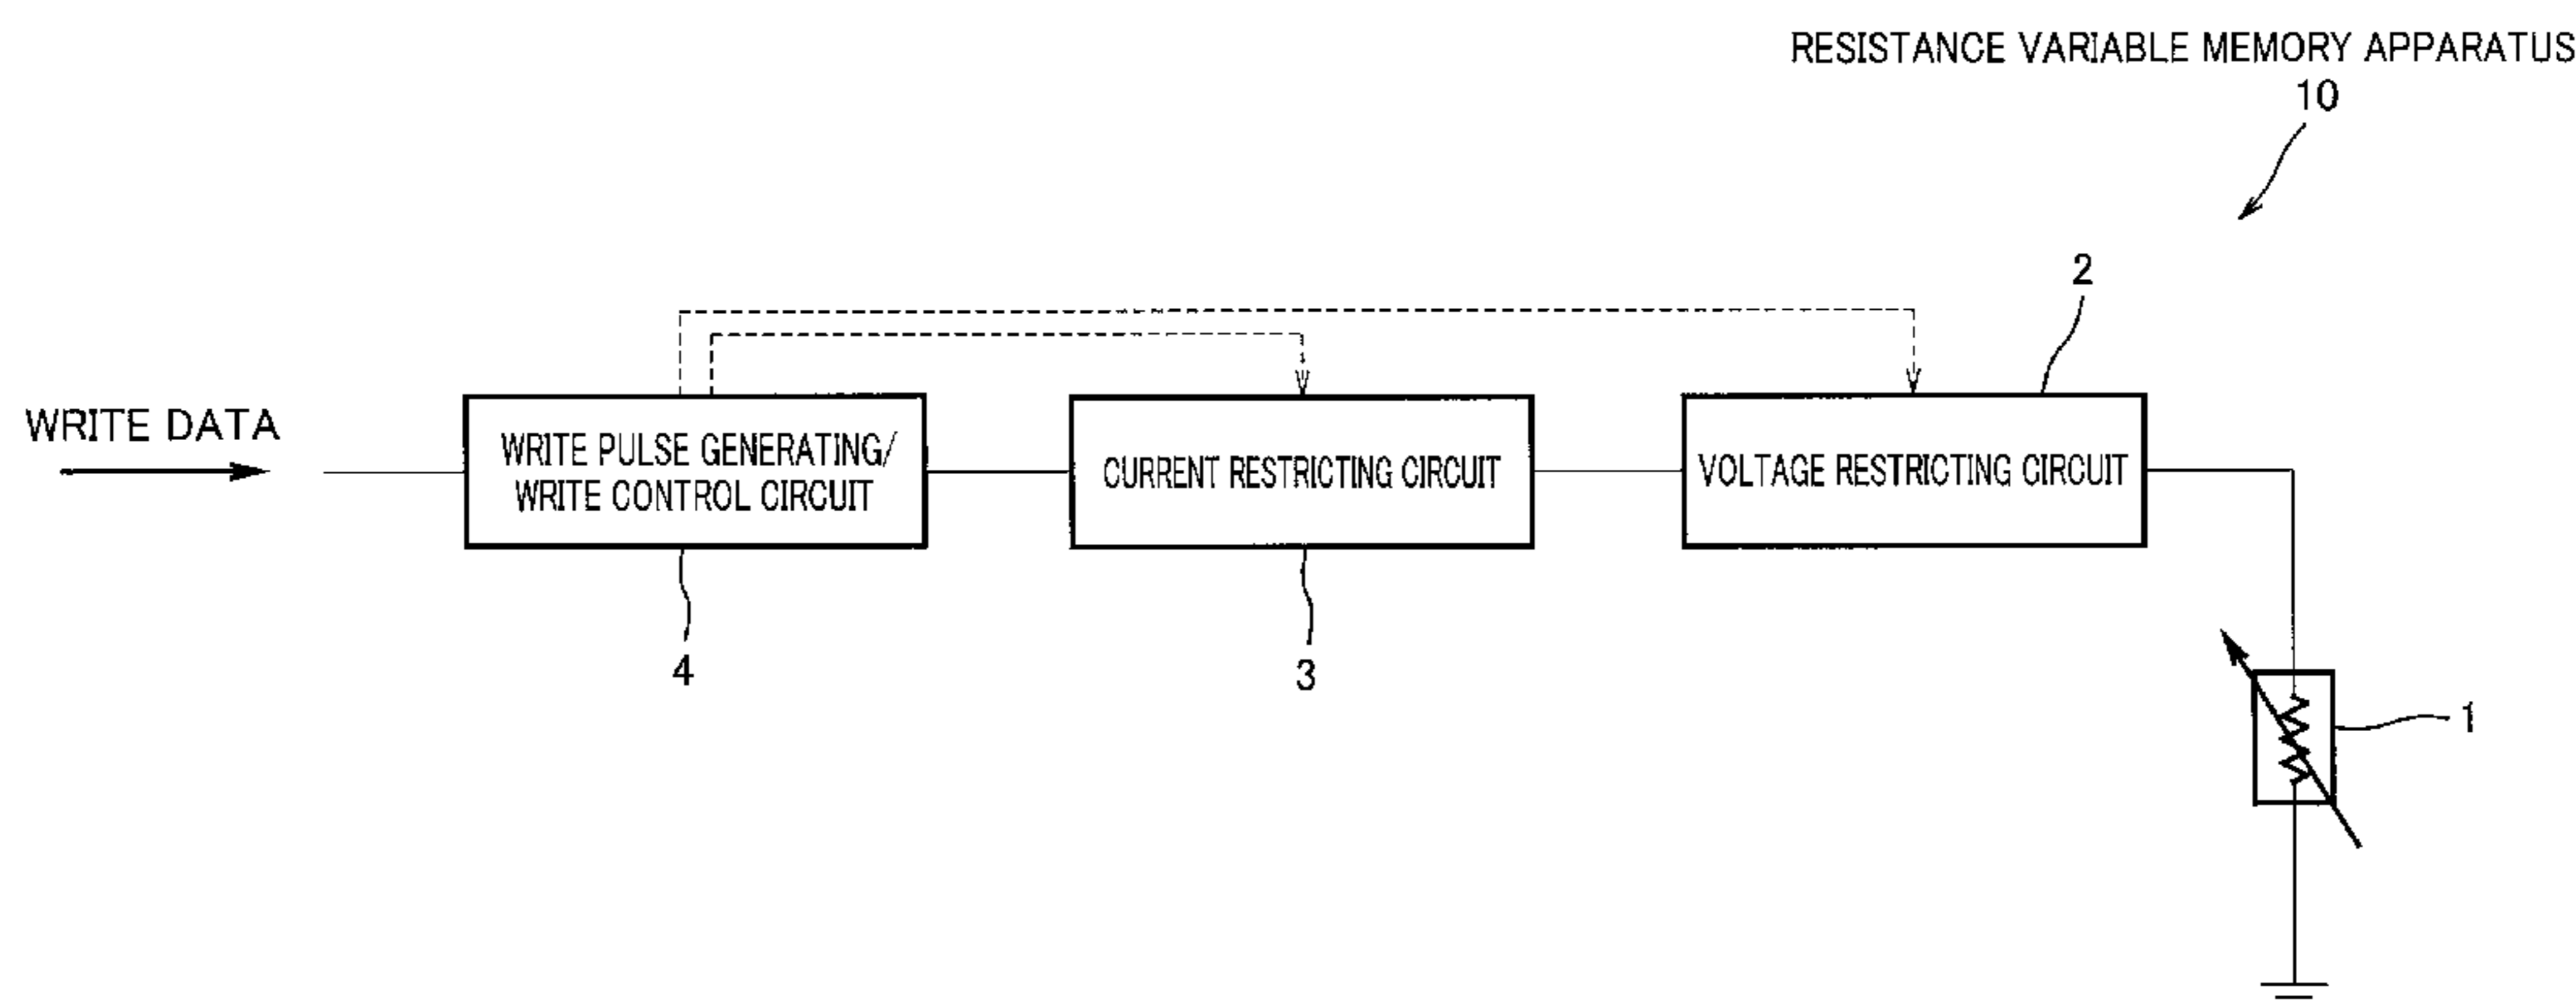 RESISTANCE VARIABLE MEMORY APPARATUS
10
2
WRITE DATA
WRITE PULSE GENERATING/
WRITE CONTROL CIRCUIT
CURRENT RESTRICTING CIRCUIT
VOLTAGE RESTRICTING CIRCUIT
4
3
1